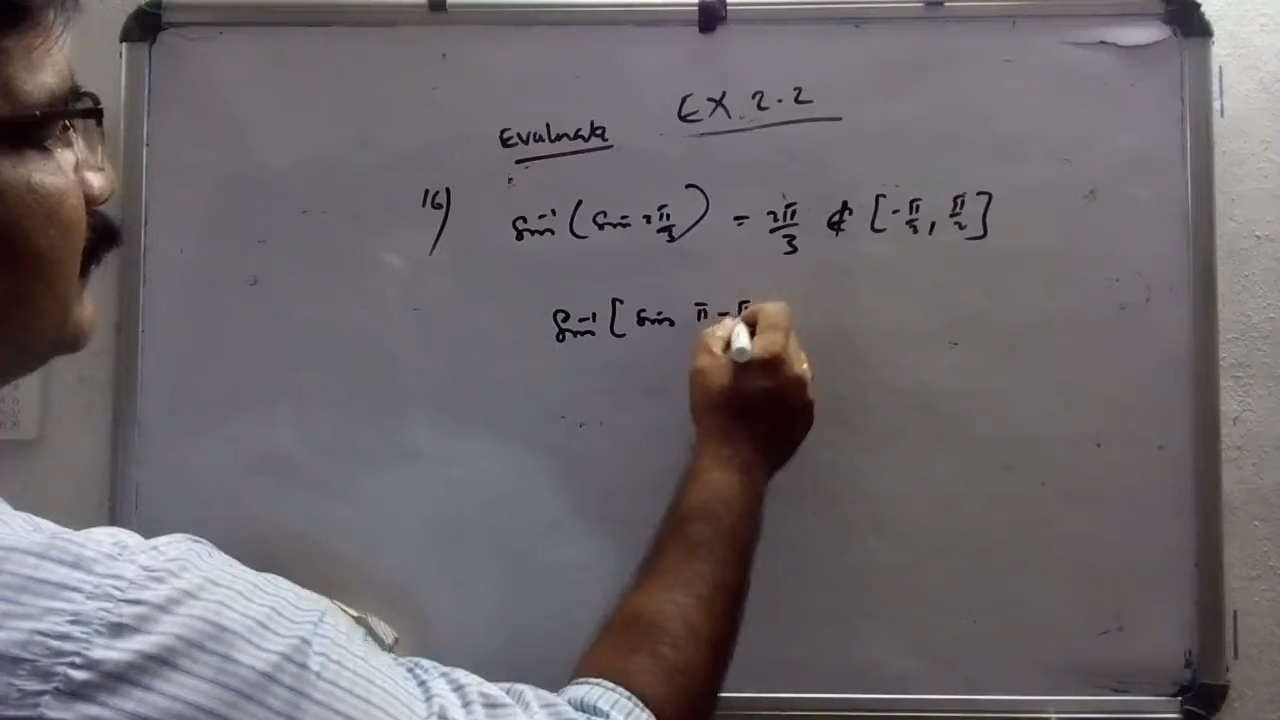 EX 2.2
Evaluate
16) sin⁻¹(sin 2π/3) = 2π/3 ∉ [-π/2, π/2]
sin⁻¹[sin π - π